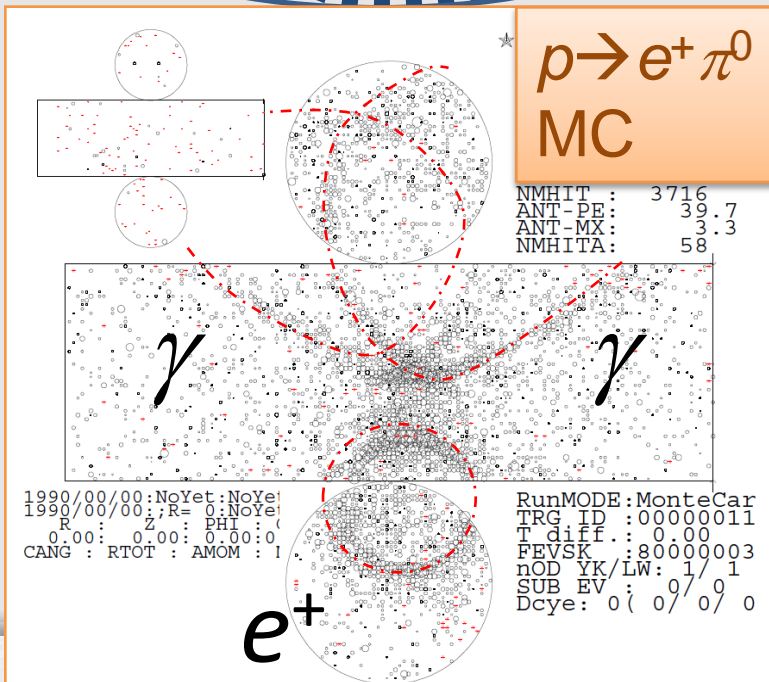 p→ e⁺ π⁰
MC
NMHIT : 3716
ANT-PE: 39.7
ANT-MX: 3.3
NMHITA: 58
γ
γ
1990/00/00:NoYet:NoYet
1990/00/00:;R= 0:NoYet
R : Z : PHI :
0.00: 0.00: 0.00:0
CANG : RTOT : AMOM :
RunMODE:MonteCar
TRG ID :00000011
T diff.: 0.00
FEVSK :80000003
nOD YK/LW: 1/ 1
SUB EV : 0/ 0
Dcye: 0( 0/ 0/ 0
e⁺